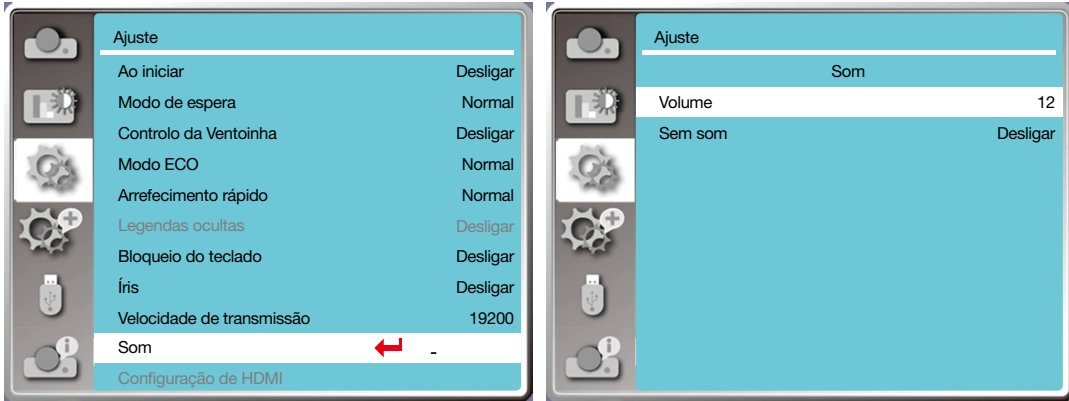 Ajuste
Ao iniciar Desligar
Modo de espera Normal
Controlo da Ventoinha Desligar
Modo ECO Normal
Arrefecimento rápido Normal
Legendas ocultas Desligar
Bloqueio do teclado Desligar
Íris Desligar
Velocidade de transmissão 19200
Som -
Configuração de HDMI
Ajuste
Som
Volume 12
Sem som Desligar